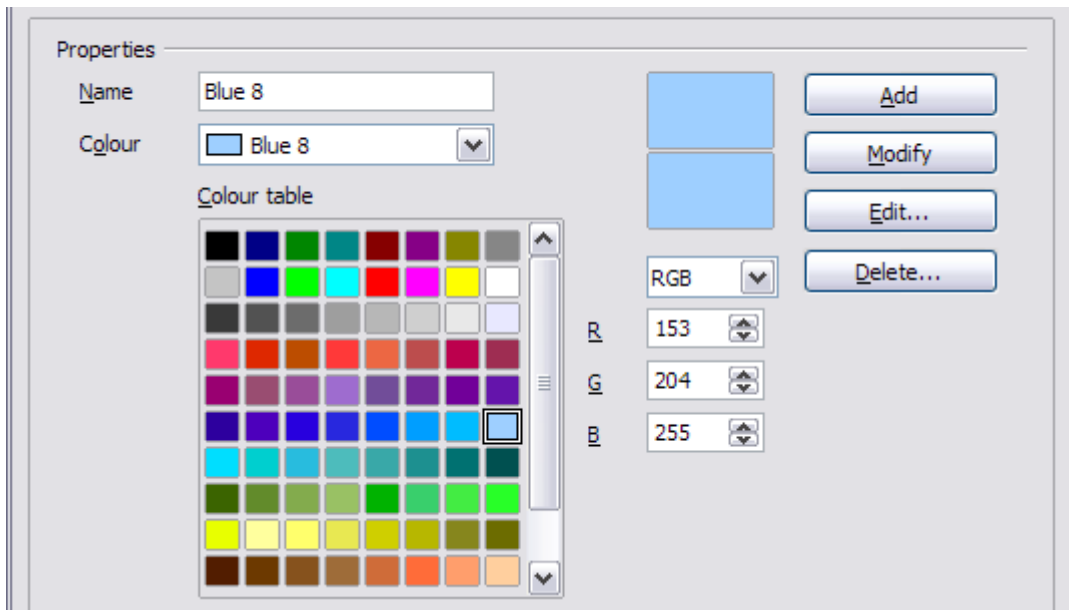 Properties
Name Blue 8 Add
Colour Blue 8 Modify
Colour table Edit...
RGB Delete...
R 153
G 204
B 255